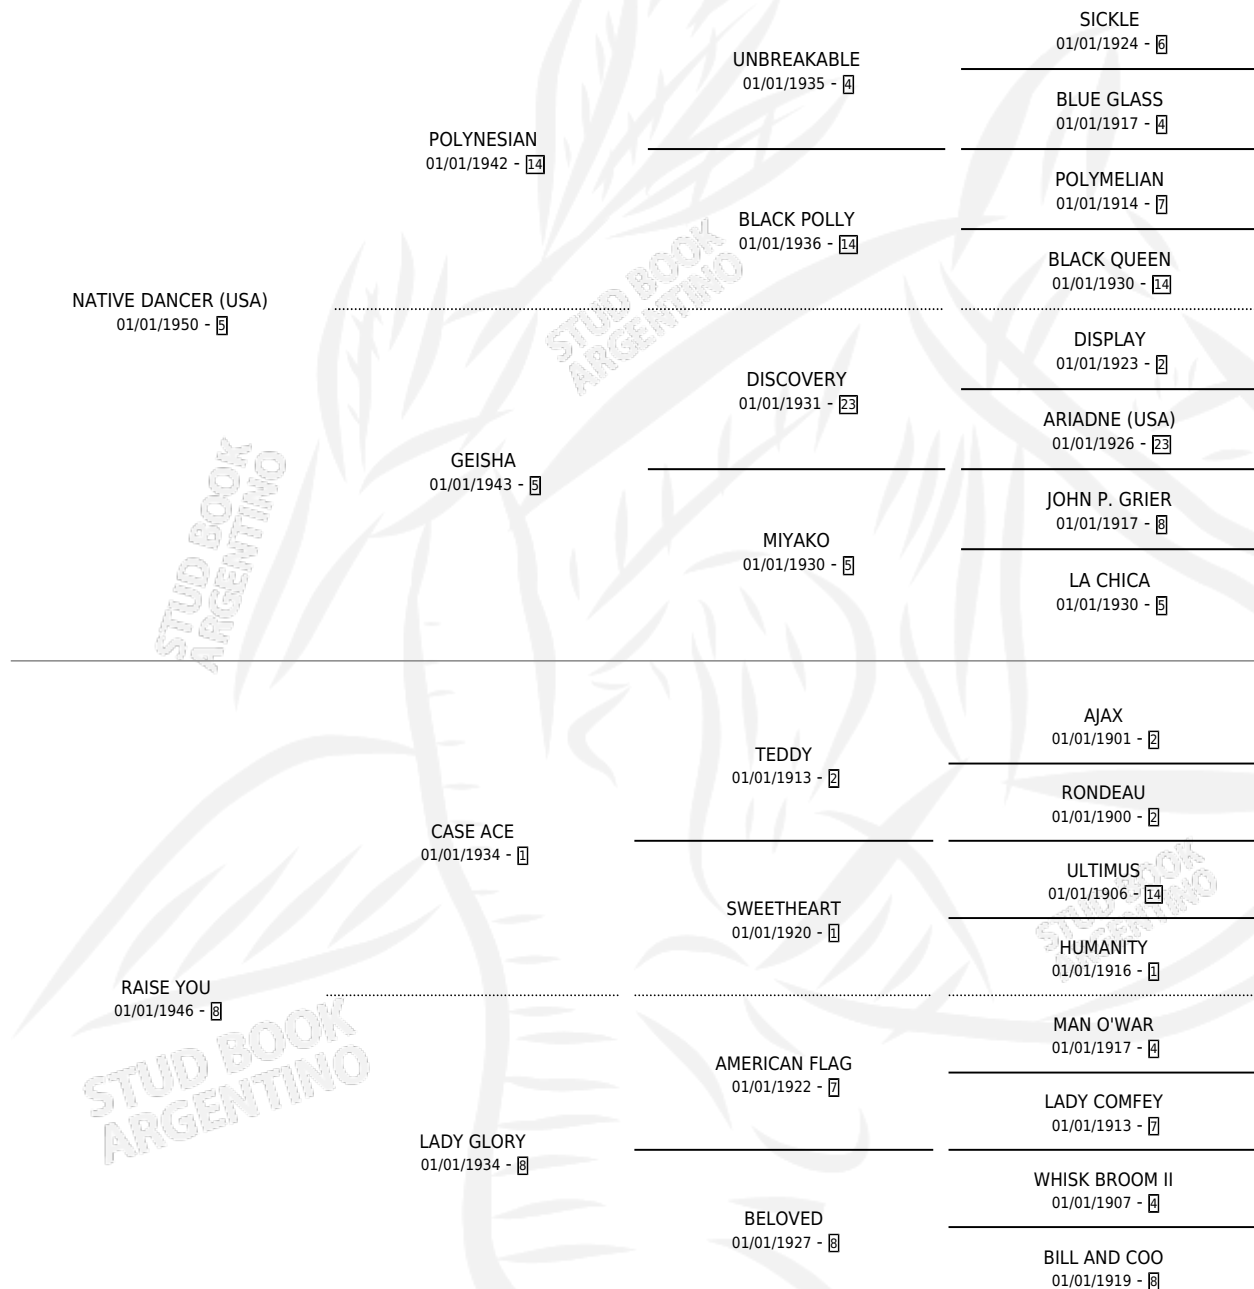 NATIVE DANCER (USA)
01/01/1950 - 5
POLYNESIAN
01/01/1942 - 14
GEISHA
01/01/1943 - 5
UNBREAKABLE
01/01/1935 - 4
BLACK POLLY
01/01/1936 - 14
DISCOVERY
01/01/1931 - 23
MIYAKO
01/01/1930 - 5
SICKLE
01/01/1924 - 6
BLUE GLASS
01/01/1917 - 4
POLYMELIAN
01/01/1914 - 7
BLACK QUEEN
01/01/1930 - 14
DISPLAY
01/01/1923 - 2
ARIADNE (USA)
01/01/1926 - 23
JOHN P. GRIER
01/01/1917 - 8
LA CHICA
01/01/1930 - 5
RAISE YOU
01/01/1946 - 8
CASE ACE
01/01/1934 - 1
LADY GLORY
01/01/1934 - 8
TEDDY
01/01/1913 - 2
SWEETHEART
01/01/1920 - 1
AMERICAN FLAG
01/01/1922 - 7
BELOVED
01/01/1927 - 8
AJAX
01/01/1901 - 2
RONDEAU
01/01/1900 - 2
ULTIMUS
01/01/1906 - 14
HUMANITY
01/01/1916 - 1
MAN O'WAR
01/01/1917 - 4
LADY COMFEY
01/01/1913 - 7
WHISK BROOM II
01/01/1907 - 4
BILL AND COO
01/01/1919 - 8
STUD BOOK
ARGENTINO
STUD BOOK
ARGENTINO
STUD BOOK
ARGENTINO
STUD BOOK
ARGENTINO